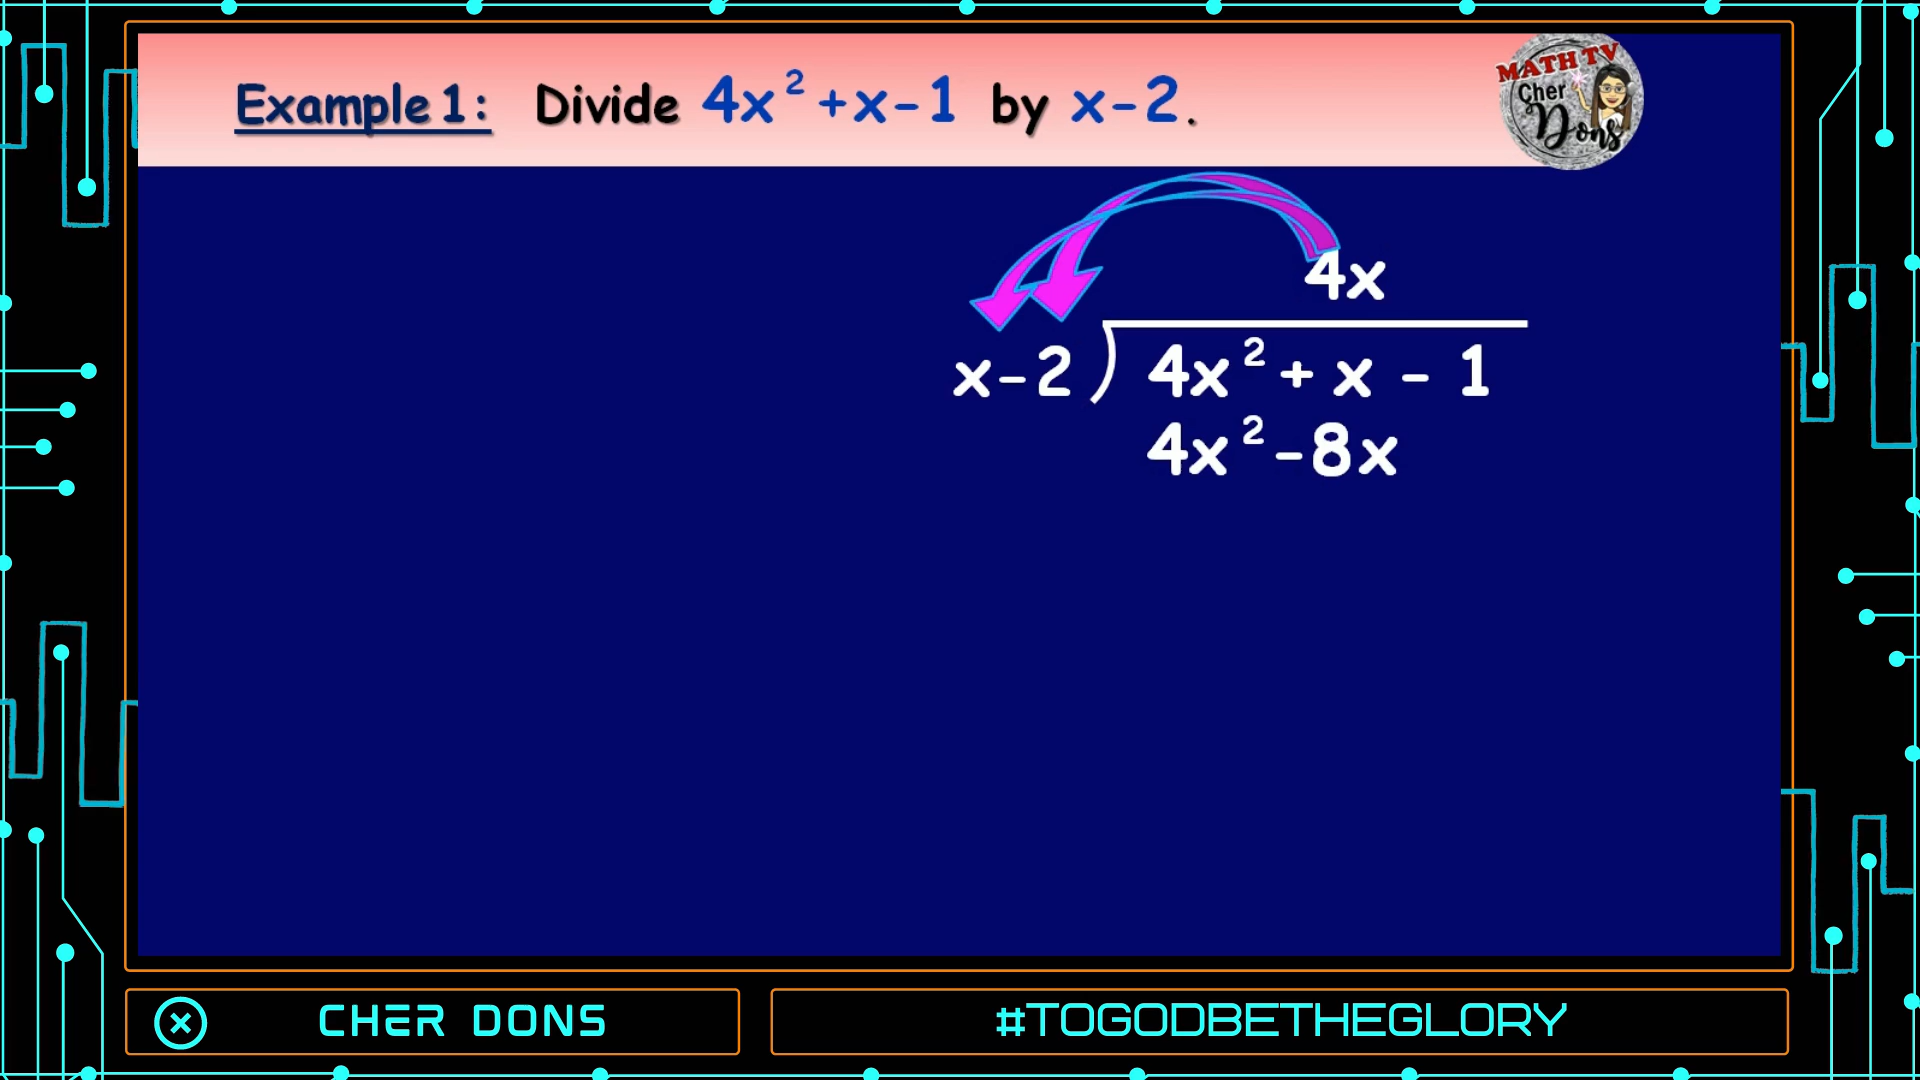 Example 1: Divide 4x² + x - 1 by x - 2.
MATH TV
Cher
Dons
4x
x - 2 ) 4x² + x - 1
4x² - 8x
CHER DONS
#TOGODBETHEGLORY